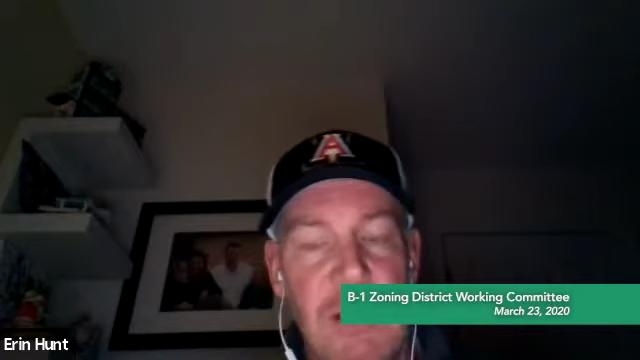 A
B-1 Zoning District Working Committee
March 23, 2020
Erin Hunt